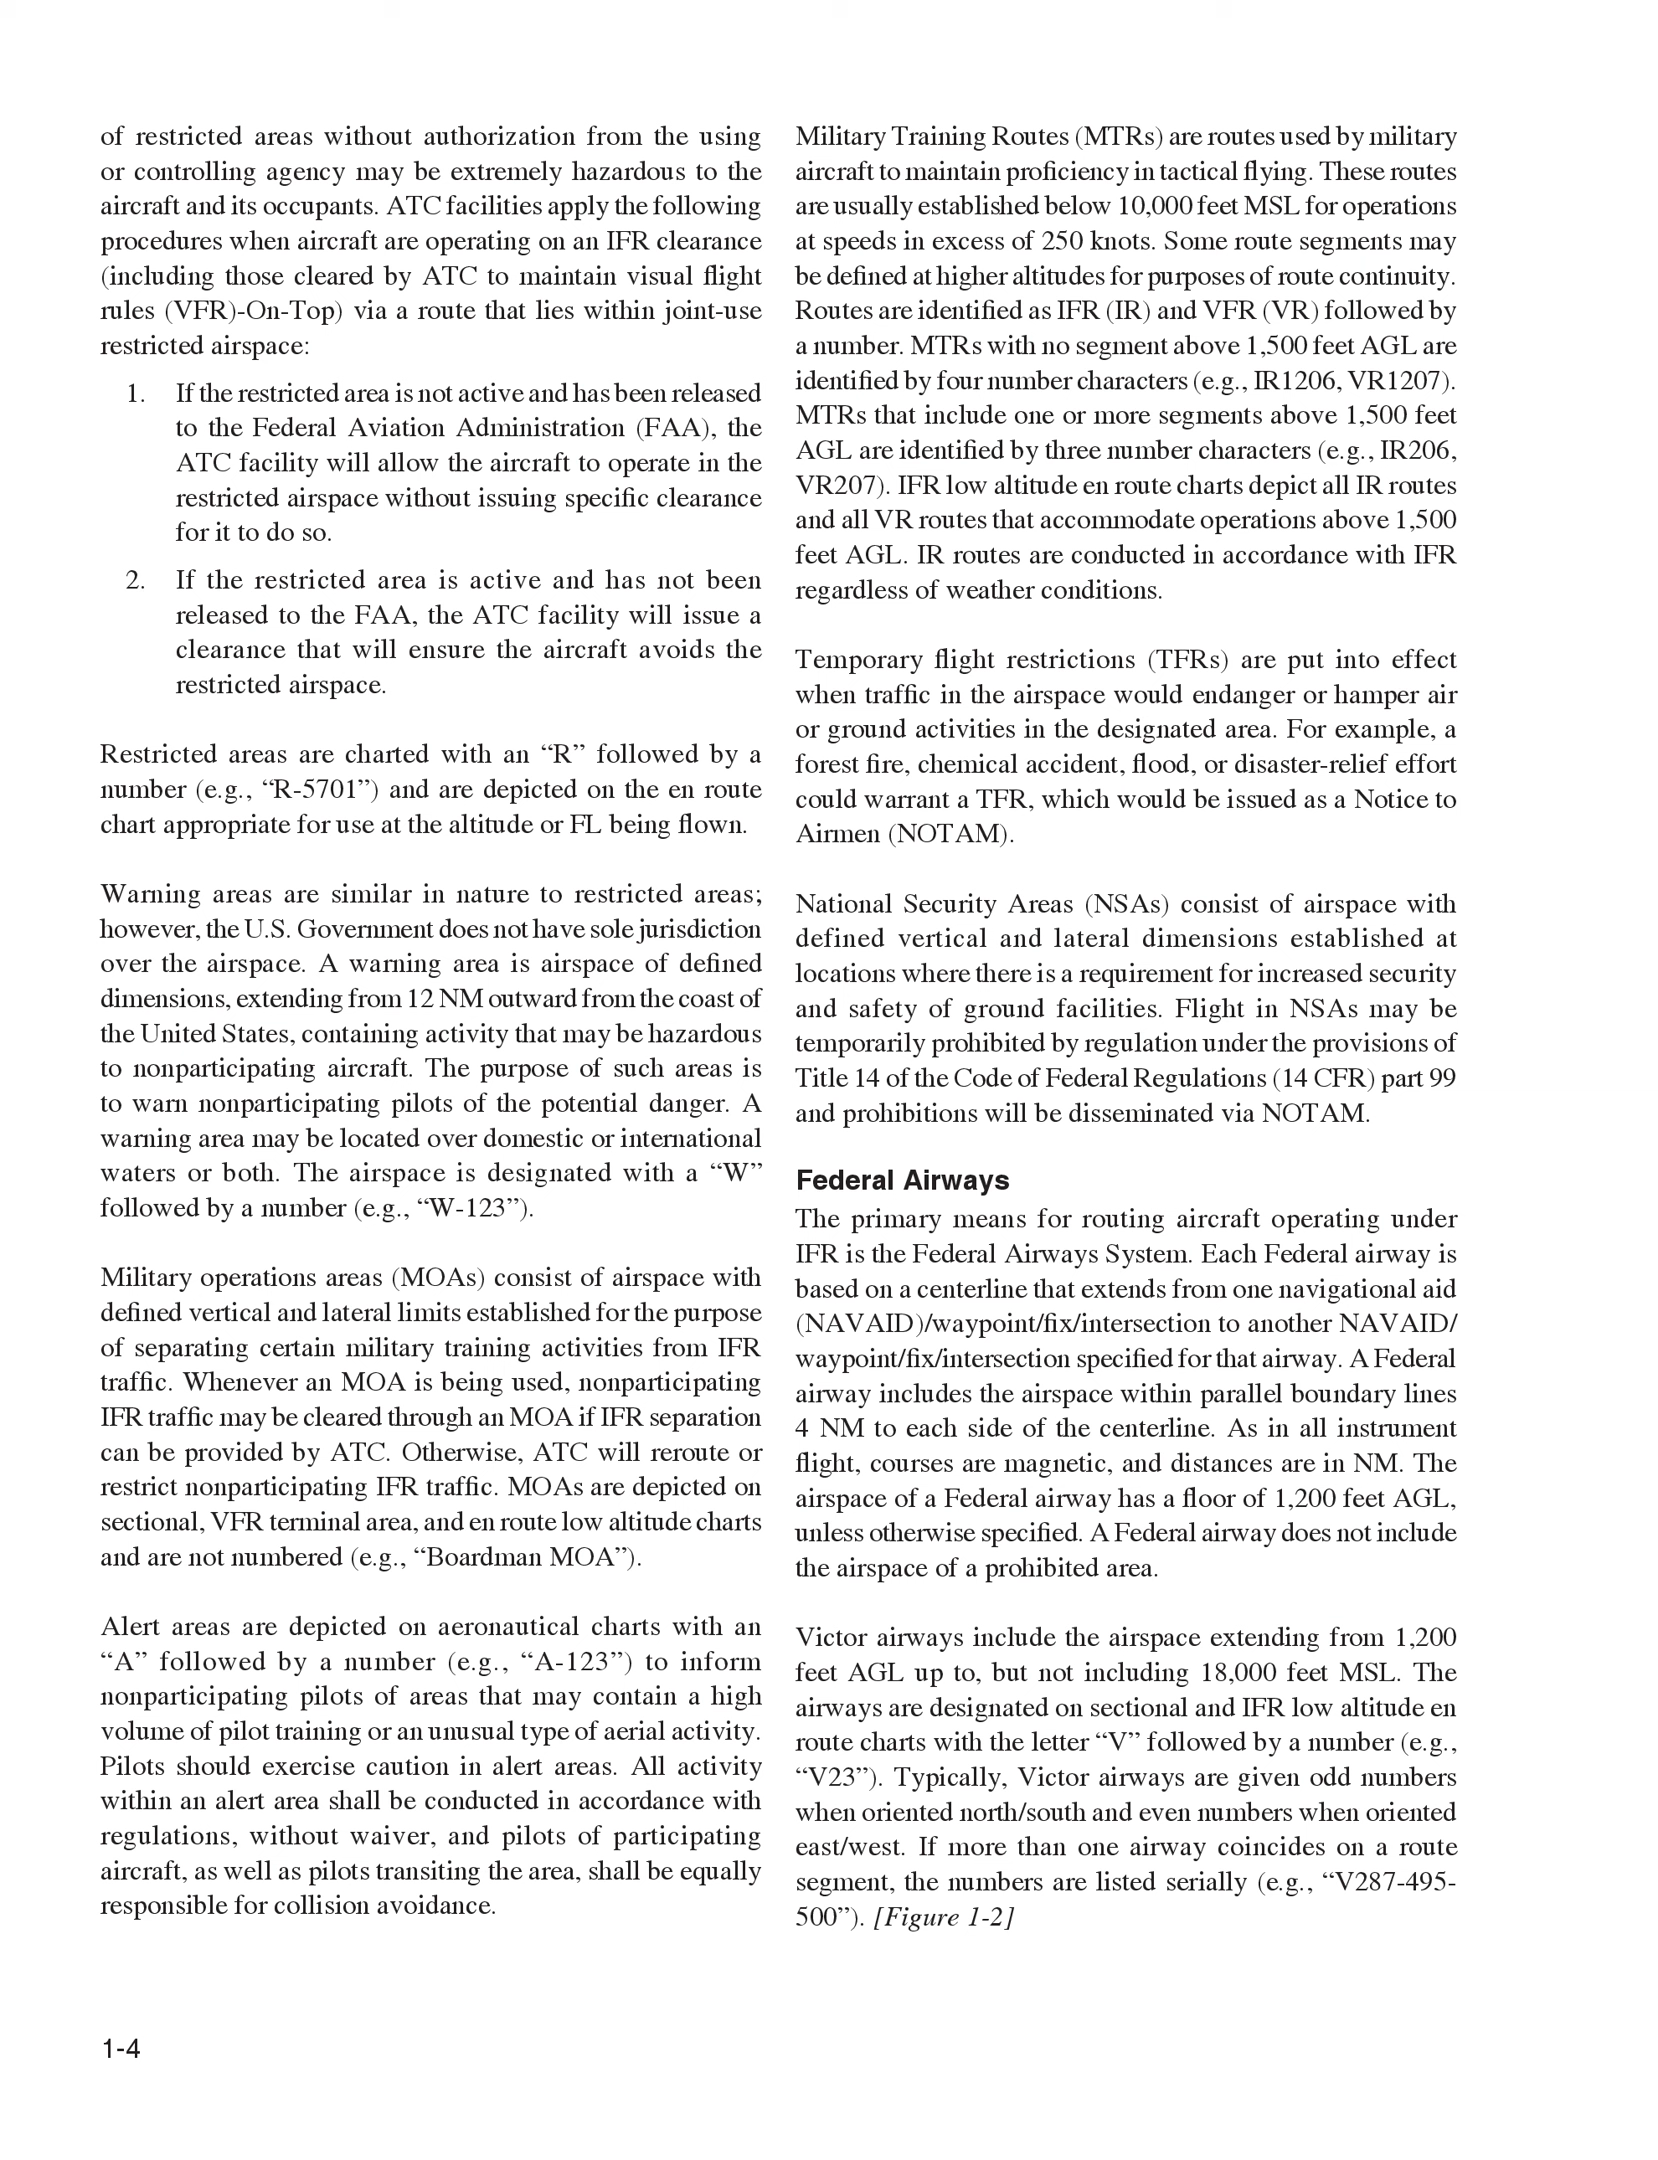 of restricted areas without authorization from the using
or controlling agency may be extremely hazardous to the
aircraft and its occupants. ATC facilities apply the following
procedures when aircraft are operating on an IFR clearance
(including those cleared by ATC to maintain visual flight
rules (VFR)-On-Top) via a route that lies within joint-use
restricted airspace:
1. If the restricted area is not active and has been released
to the Federal Aviation Administration (FAA), the
ATC facility will allow the aircraft to operate in the
restricted airspace without issuing specific clearance
for it to do so.
2. If the restricted area is active and has not been
released to the FAA, the ATC facility will issue a
clearance that will ensure the aircraft avoids the
restricted airspace.
Restricted areas are charted with an “R” followed by a
number (e.g., “R-5701”) and are depicted on the en route
chart appropriate for use at the altitude or FL being flown.
Warning areas are similar in nature to restricted areas;
however, the U.S. Government does not have sole jurisdiction
over the airspace. A warning area is airspace of defined
dimensions, extending from 12 NM outward from the coast of
the United States, containing activity that may be hazardous
to nonparticipating aircraft. The purpose of such areas is
to warn nonparticipating pilots of the potential danger. A
warning area may be located over domestic or international
waters or both. The airspace is designated with a “W”
followed by a number (e.g., “W-123”).
Military operations areas (MOAs) consist of airspace with
defined vertical and lateral limits established for the purpose
of separating certain military training activities from IFR
traffic. Whenever an MOA is being used, nonparticipating
IFR traffic may be cleared through an MOA if IFR separation
can be provided by ATC. Otherwise, ATC will reroute or
restrict nonparticipating IFR traffic. MOAs are depicted on
sectional, VFR terminal area, and en route low altitude charts
and are not numbered (e.g., “Boardman MOA”).
Alert areas are depicted on aeronautical charts with an
“A” followed by a number (e.g., “A-123”) to inform
nonparticipating pilots of areas that may contain a high
volume of pilot training or an unusual type of aerial activity.
Pilots should exercise caution in alert areas. All activity
within an alert area shall be conducted in accordance with
regulations, without waiver, and pilots of participating
aircraft, as well as pilots transiting the area, shall be equally
responsible for collision avoidance.
Military Training Routes (MTRs) are routes used by military
aircraft to maintain proficiency in tactical flying. These routes
are usually established below 10,000 feet MSL for operations
at speeds in excess of 250 knots. Some route segments may
be defined at higher altitudes for purposes of route continuity.
Routes are identified as IFR (IR) and VFR (VR) followed by
a number. MTRs with no segment above 1,500 feet AGL are
identified by four number characters (e.g., IR1206, VR1207).
MTRs that include one or more segments above 1,500 feet
AGL are identified by three number characters (e.g., IR206,
VR207). IFR low altitude en route charts depict all IR routes
and all VR routes that accommodate operations above 1,500
feet AGL. IR routes are conducted in accordance with IFR
regardless of weather conditions.
Temporary flight restrictions (TFRs) are put into effect
when traffic in the airspace would endanger or hamper air
or ground activities in the designated area. For example, a
forest fire, chemical accident, flood, or disaster-relief effort
could warrant a TFR, which would be issued as a Notice to
Airmen (NOTAM).
National Security Areas (NSAs) consist of airspace with
defined vertical and lateral dimensions established at
locations where there is a requirement for increased security
and safety of ground facilities. Flight in NSAs may be
temporarily prohibited by regulation under the provisions of
Title 14 of the Code of Federal Regulations (14 CFR) part 99
and prohibitions will be disseminated via NOTAM.
Federal Airways
The primary means for routing aircraft operating under
IFR is the Federal Airways System. Each Federal airway is
based on a centerline that extends from one navigational aid
(NAVAID)/waypoint/fix/intersection to another NAVAID/
waypoint/fix/intersection specified for that airway. A Federal
airway includes the airspace within parallel boundary lines
4 NM to each side of the centerline. As in all instrument
flight, courses are magnetic, and distances are in NM. The
airspace of a Federal airway has a floor of 1,200 feet AGL,
unless otherwise specified. A Federal airway does not include
the airspace of a prohibited area.
Victor airways include the airspace extending from 1,200
feet AGL up to, but not including 18,000 feet MSL. The
airways are designated on sectional and IFR low altitude en
route charts with the letter “V” followed by a number (e.g.,
“V23”). Typically, Victor airways are given odd numbers
when oriented north/south and even numbers when oriented
east/west. If more than one airway coincides on a route
segment, the numbers are listed serially (e.g., “V287-495-
500”). [Figure 1-2]
1-4